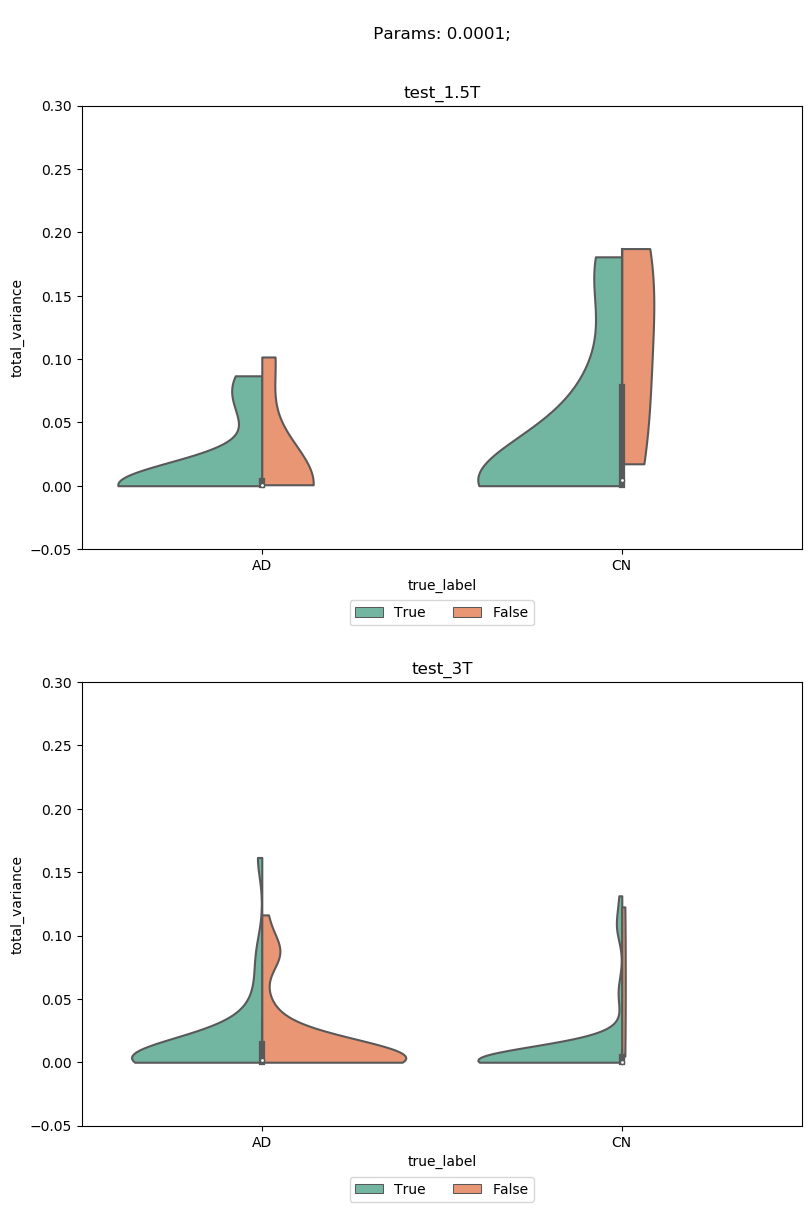 Params: 0.0001;
test_1.5T
0.30
0.25
0.20
0.15
0.10
0.05
0.00
−0.05
total_variance
AD CN
true_label
True False
test_3T
0.30
0.25
0.20
0.15
0.10
0.05
0.00
−0.05
total_variance
AD CN
true_label
True False